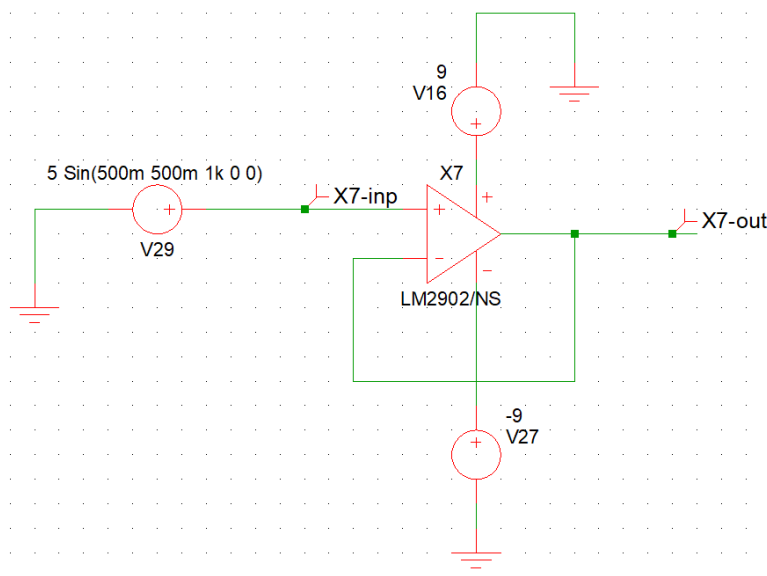 9
V16
5 Sin(500m 500m 1k 0 0)
X7
X7-inp
+
+
+
+
X7-out
V29
-
-
LM2902/NS
-9
V27
+